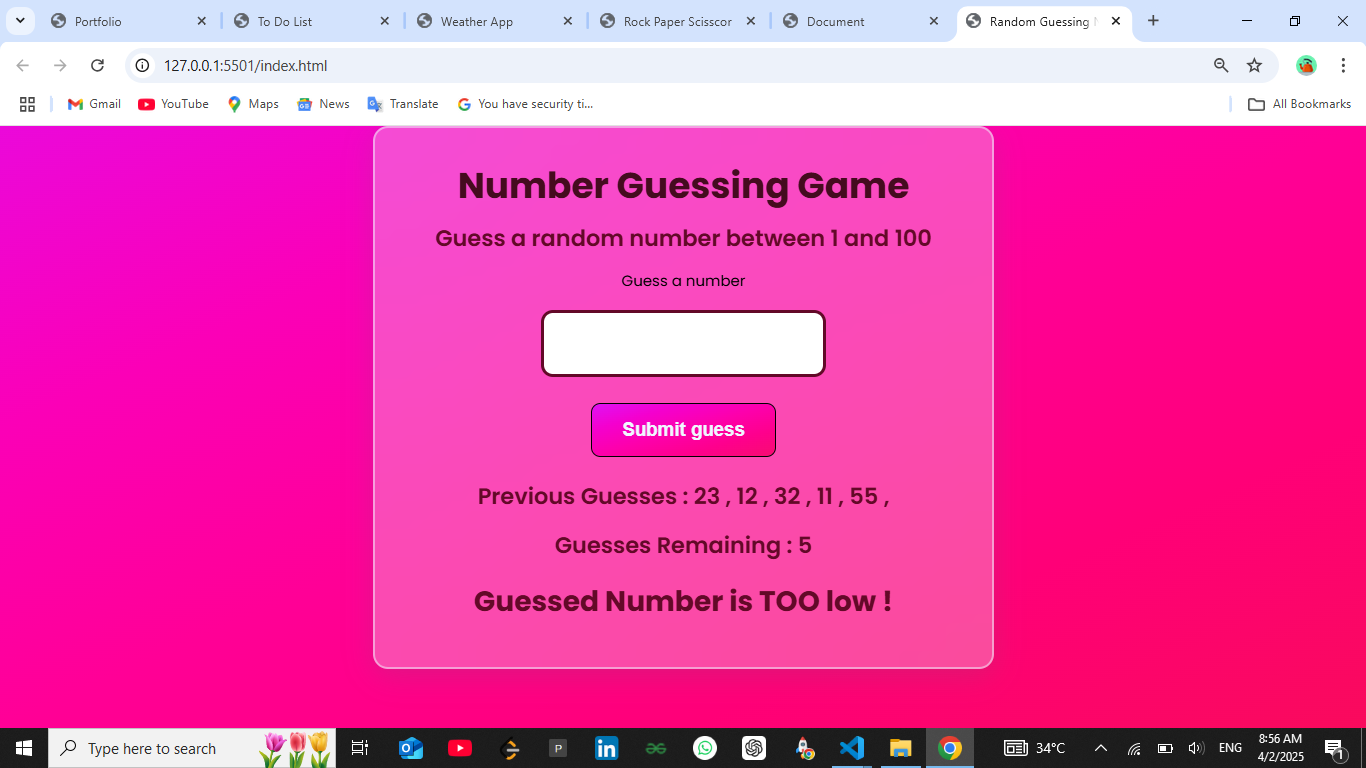 Portfolio
To Do List
Weather App
Rock Paper Scisscor
Document
Random Guessing N
127.0.0.1:5501/index.html
Gmail
YouTube
Maps
News
Translate
You have security ti...
All Bookmarks
Number Guessing Game
Guess a random number between 1 and 100
Guess a number
Submit guess
Previous Guesses : 23 , 12 , 32 , 11 , 55 ,
Guesses Remaining : 5
Guessed Number is TOO low !
Type here to search
34°C
ENG
8:56 AM
4/2/2025
1